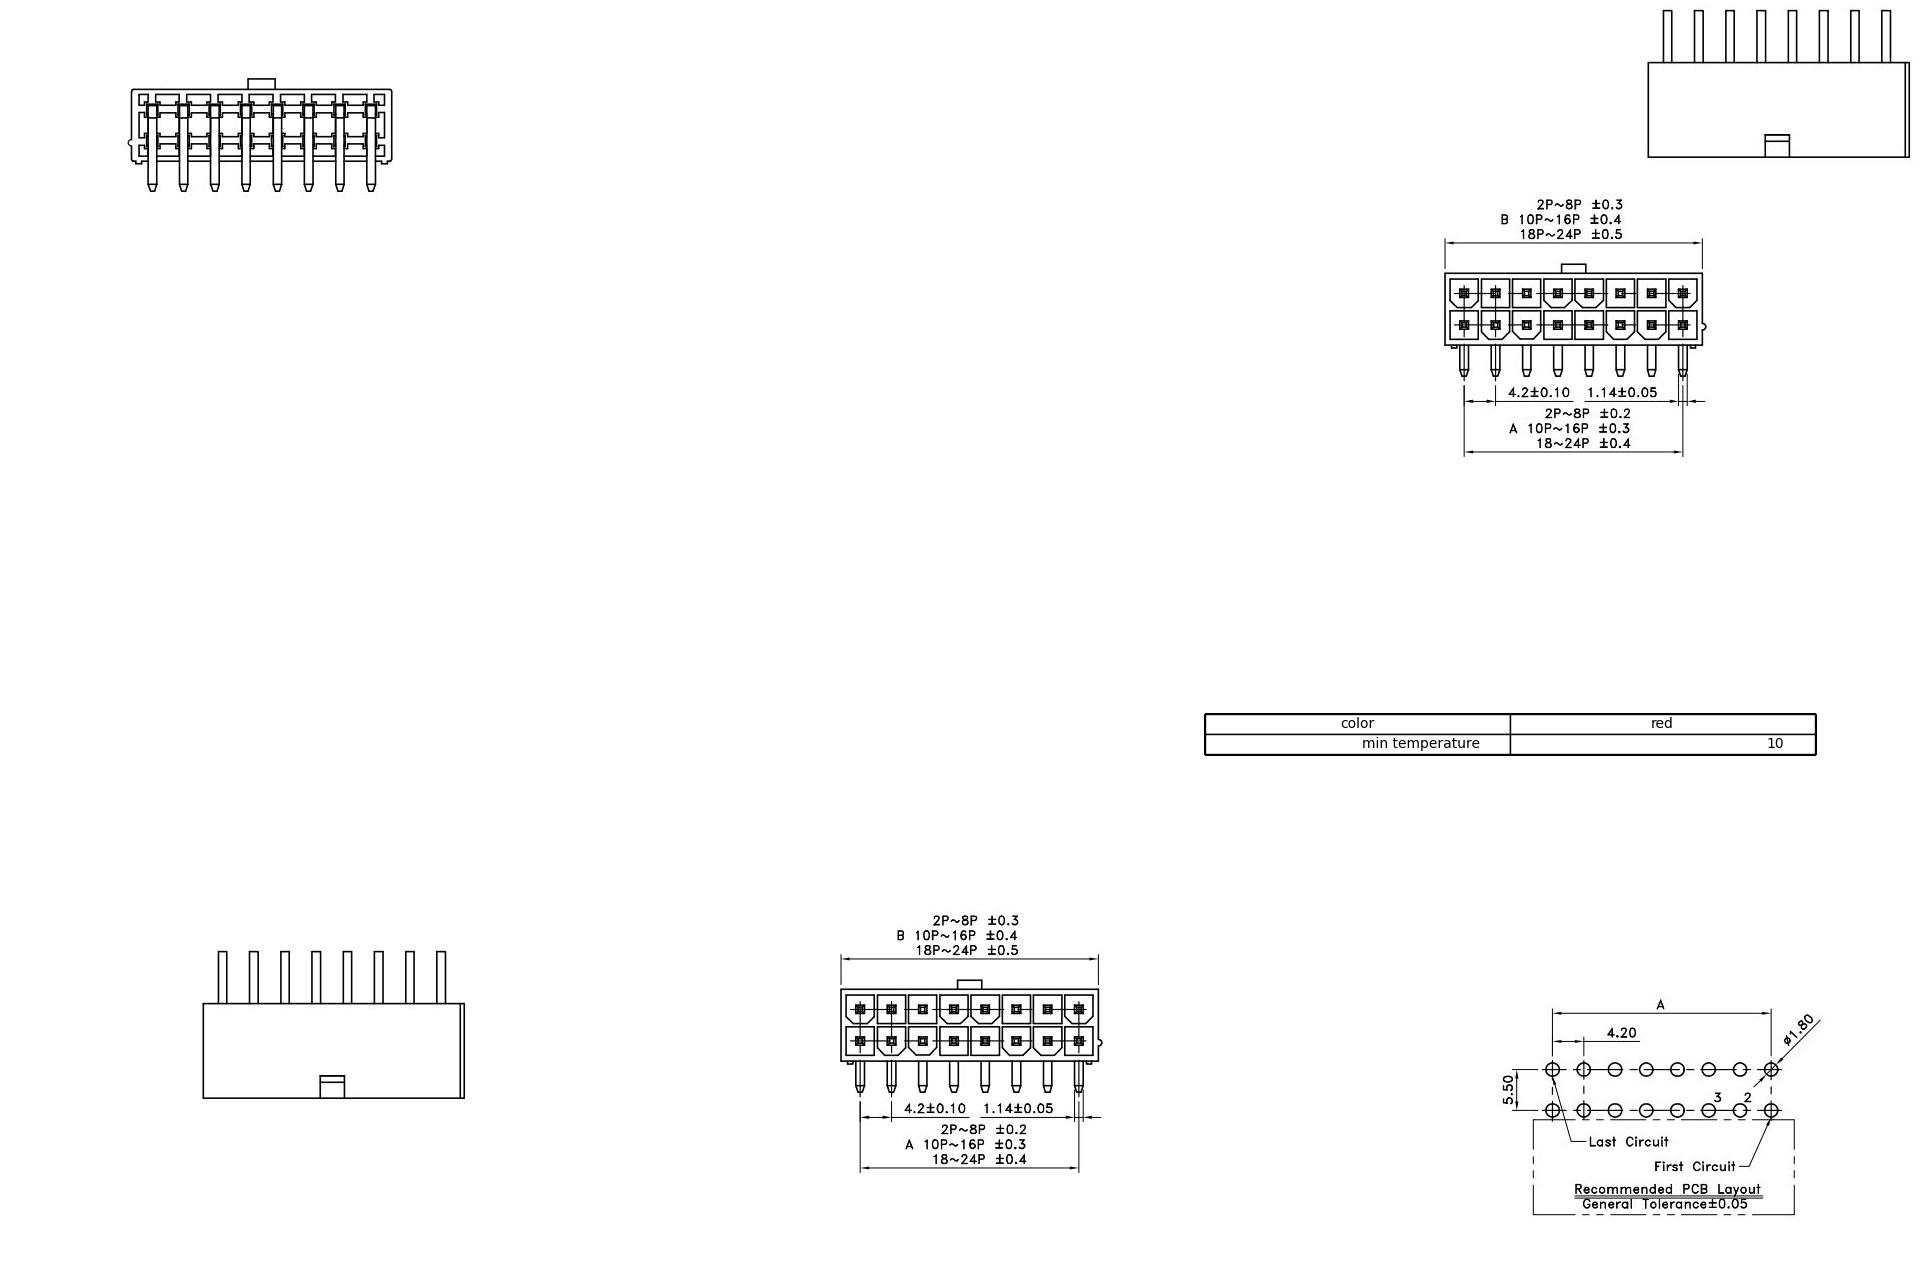 2P~8P ±0.3
B 10P~16P ±0.4
18P~24P ±0.5
4.2±0.10 1.14±0.05
2P~8P ±0.2
A 10P~16P ±0.3
18~24P ±0.4
color red
min temperature 10
2P~8P ±0.3
B 10P~16P ±0.4
18P~24P ±0.5
4.2±0.10 1.14±0.05
2P~8P ±0.2
A 10P~16P ±0.3
18~24P ±0.4
A
4.20
ø1.80
5.50
3 2
Last Circuit
First Circuit
Recommended PCB Layout
General Tolerance±0.05